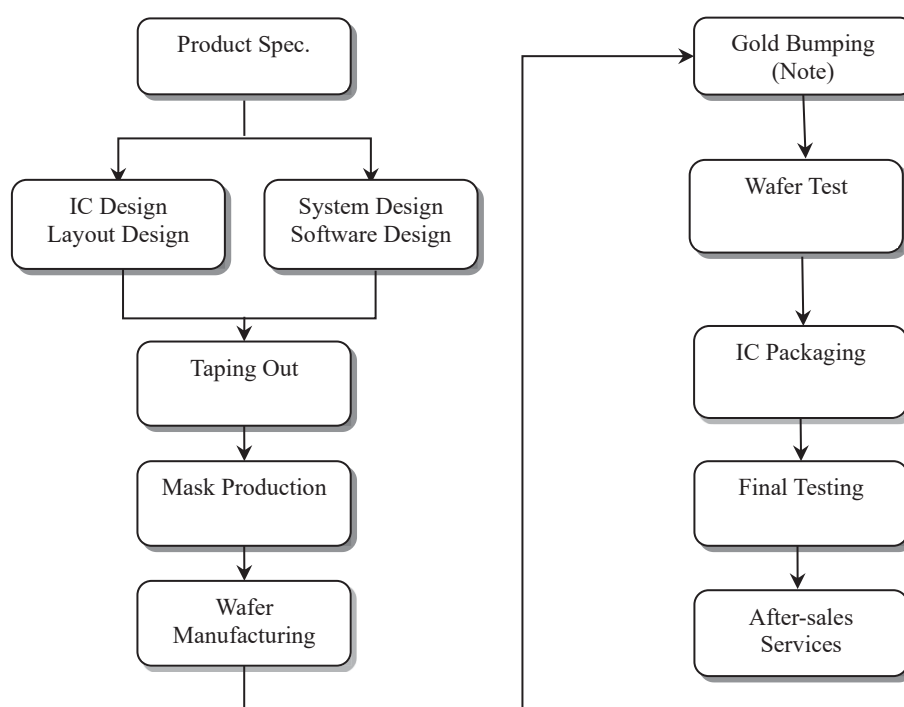 Product Spec.
IC Design
Layout Design
System Design
Software Design
Taping Out
Mask Production
Wafer
Manufacturing
Gold Bumping
(Note)
Wafer Test
IC Packaging
Final Testing
After-sales
Services